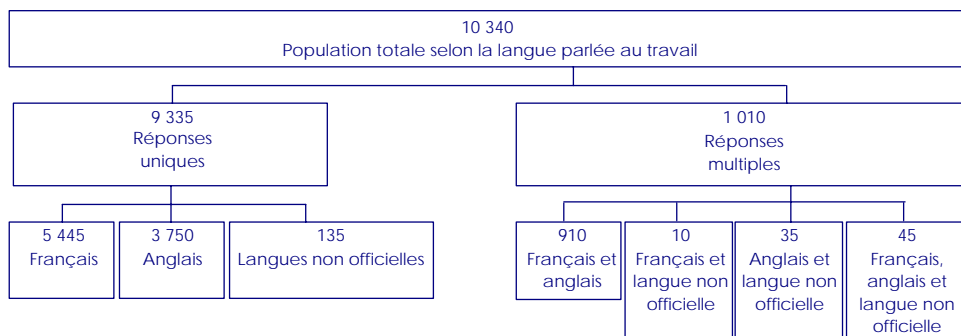 10 340
Population totale selon la langue parlée au travail
9 335
Réponses
uniques
1 010
Réponses
multiples
5 445
Français
3 750
Anglais
135
Langues non officielles
910
Français et
anglais
10
Français et
langue non
officielle
35
Anglais et
langue non
officielle
45
Français,
anglais et
langue non
officielle